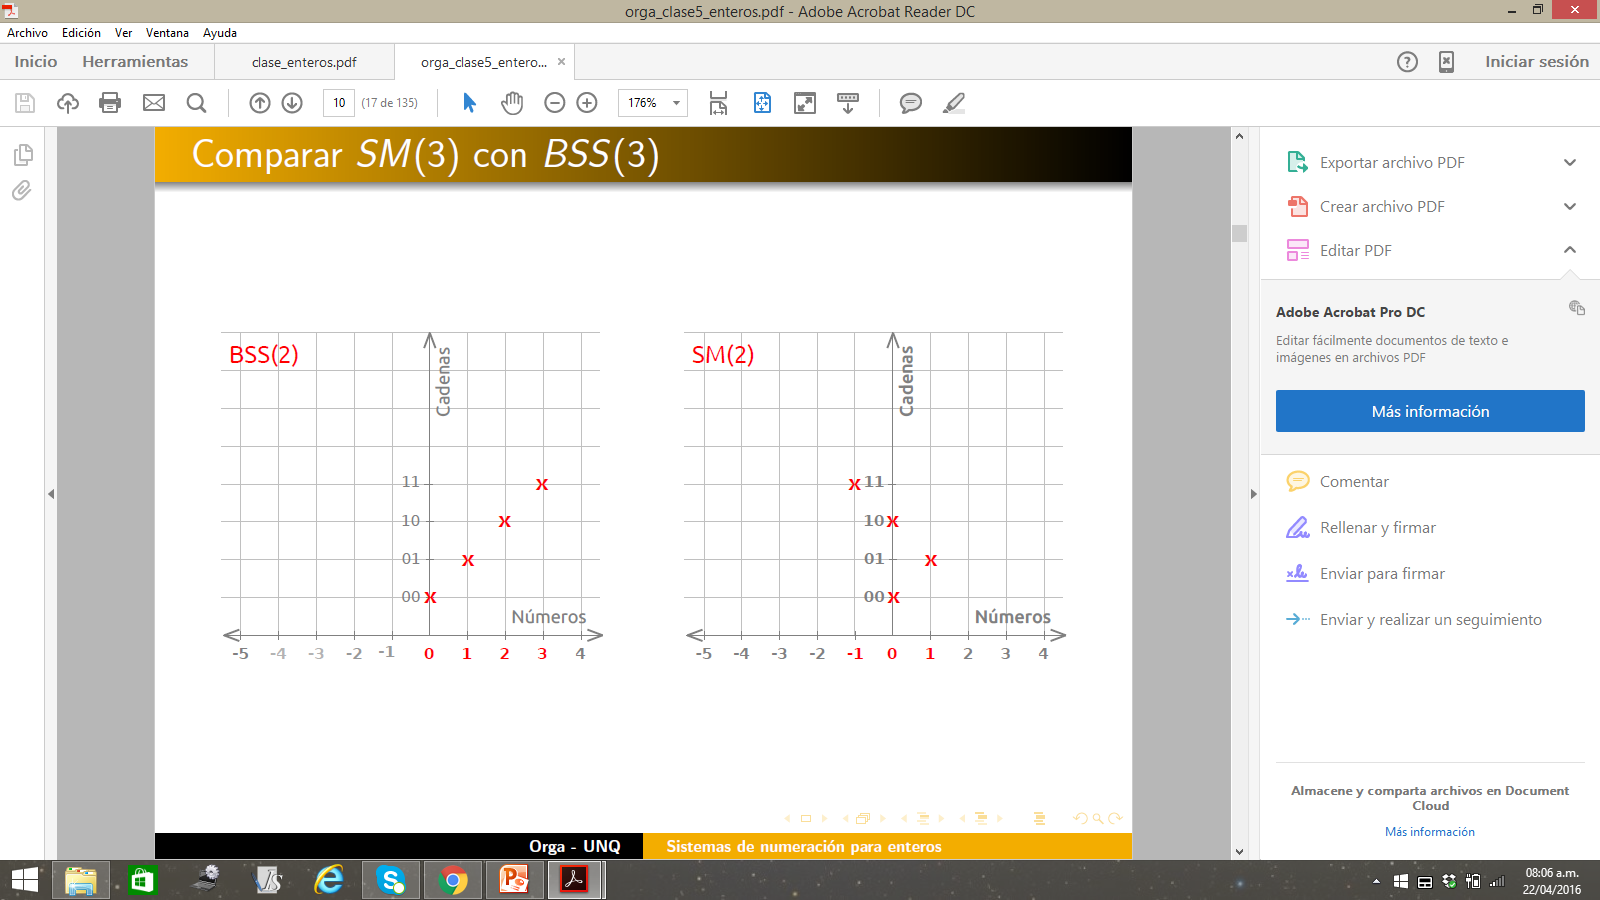 orga_clase5_enteros.pdf - Adobe Acrobat Reader DC
Archivo Edición Ver Ventana Ayuda
Inicio Herramientas clase_enteros.pdf orga_clase5_entero... × Iniciar sesión
10 (17 de 135) 176%
Comparar SM(3) con BSS(3)
BSS(2)
Cadenas
11
10
01
00
Números
-5 -4 -3 -2 -1 0 1 2 3 4
SM(2)
Cadenas
11
10
01
00
Números
-5 -4 -3 -2 -1 0 1 2 3 4
Orga - UNQ Sistemas de numeración para enteros
Exportar archivo PDF
Crear archivo PDF
Editar PDF
Adobe Acrobat Pro DC
Editar fácilmente documentos de texto e
imágenes en archivos PDF
Más información
Comentar
Rellenar y firmar
Enviar para firmar
Enviar y realizar un seguimiento
Almacene y comparta archivos en Document
Cloud
Más información
08:06 a.m.
22/04/2016